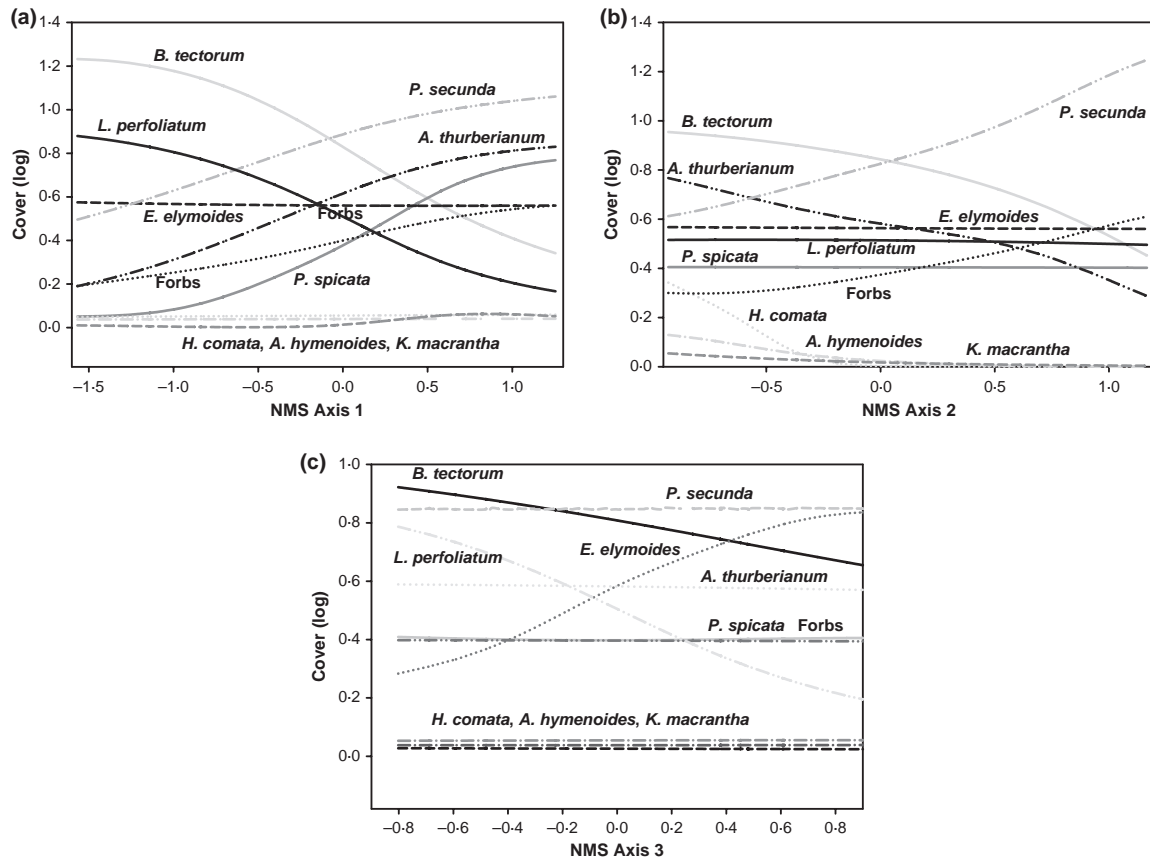 (a)
1·4
1·2
1·0
0·8
0·6
0·4
0·2
0·0
Cover (log)
B. tectorum
P. secunda
L. perfoliatum
A. thurberianum
E. elymoides
Forbs
Forbs
P. spicata
H. comata, A. hymenoides, K. macrantha
–1·5 –1·0 –0·5 0·0 0·5 1·0
NMS Axis 1
(b)
1·4
1·2
1·0
0·8
0·6
0·4
0·2
0·0
Cover (log)
P. secunda
B. tectorum
A. thurberianum
E. elymoides
L. perfoliatum
P. spicata
Forbs
H. comata
A. hymenoides
K. macrantha
–0·5 0·0 0·5 1·0
NMS Axis 2
(c)
1·0
0·8
0·6
0·4
0·2
0·0
Cover (log)
B. tectorum
P. secunda
L. perfoliatum
E. elymoides
A. thurberianum
P. spicata Forbs
H. comata, A. hymenoides, K. macrantha
–0·8 –0·6 –0·4 –0·2 0·0 0·2 0·4 0·6 0·8
NMS Axis 3